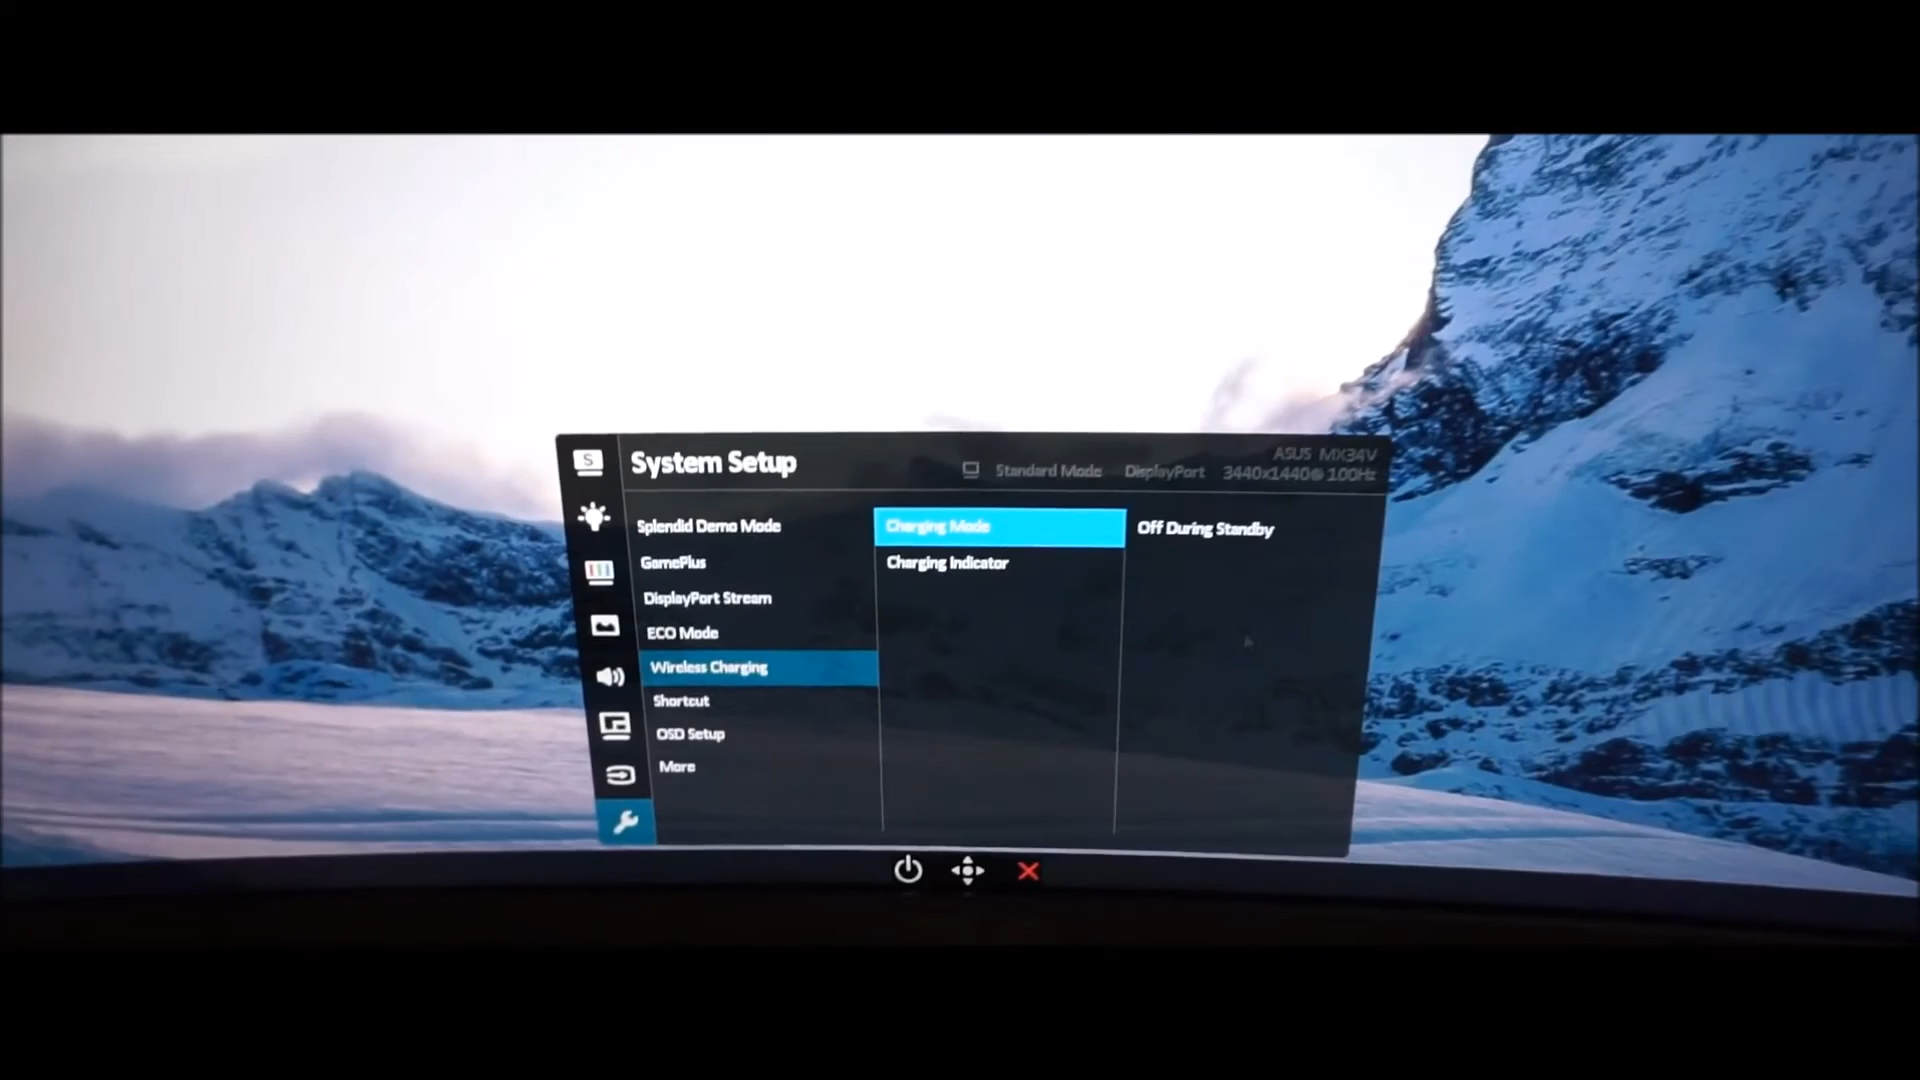 S
System Setup
ASUS MX34V
Standard Mode DisplayPort 3440x1440@ 100Hz
Splendid Demo Mode
GamePlus
DisplayPort Stream
ECO Mode
Wireless Charging
Shortcut
OSD Setup
More
Charging Mode
Charging Indicator
Off During Standby